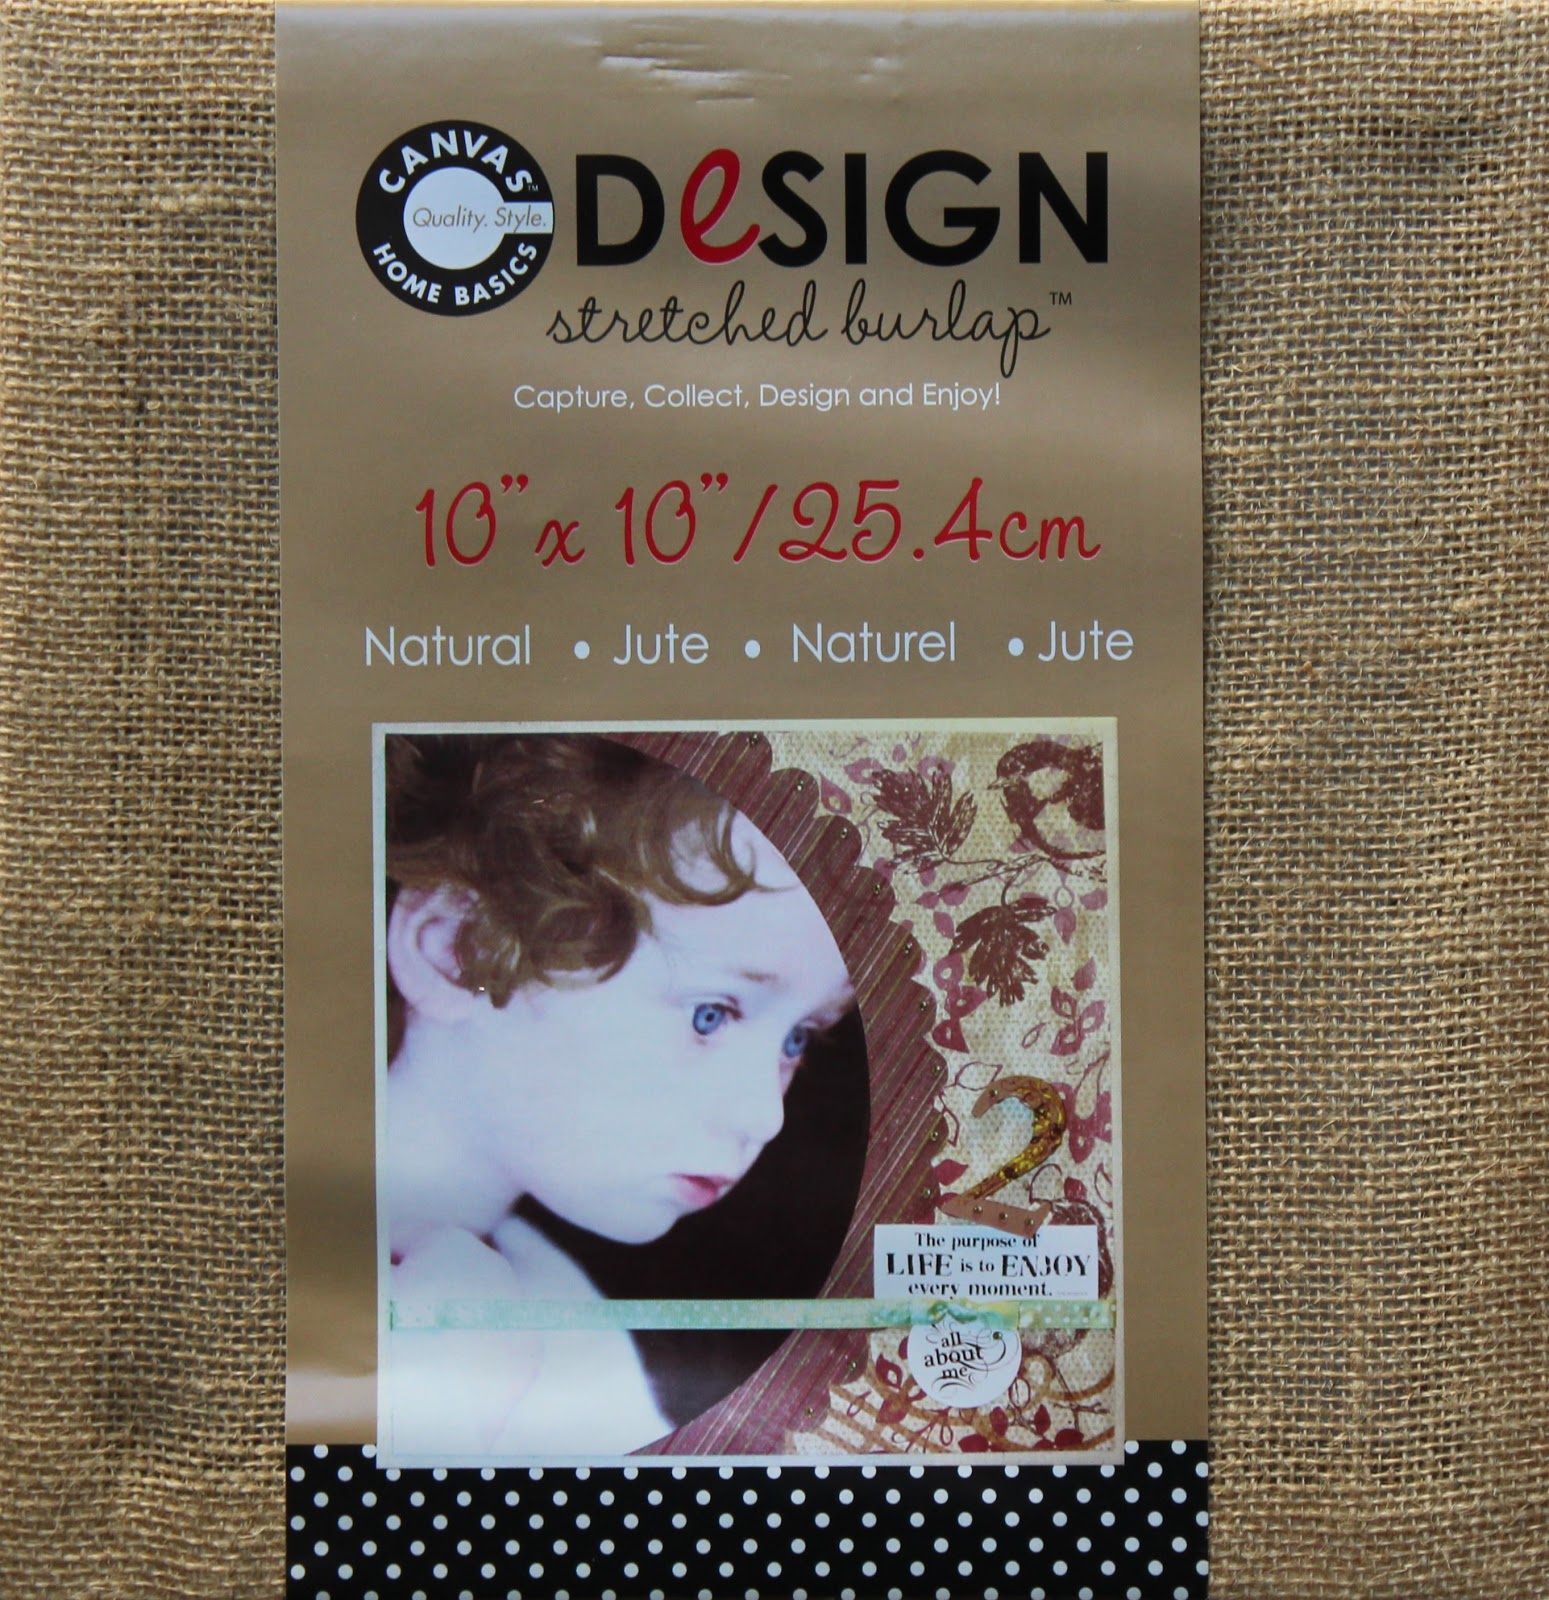 CANVAS™
Quality. Style.
HOME BASICS
DeSIGN
stretched burlap™
Capture, Collect, Design and Enjoy!
10” x 10”/25.4cm
Natural • Jute • Naturel • Jute
2
The purpose of
LIFE is to ENJOY
every moment.
all
about
me